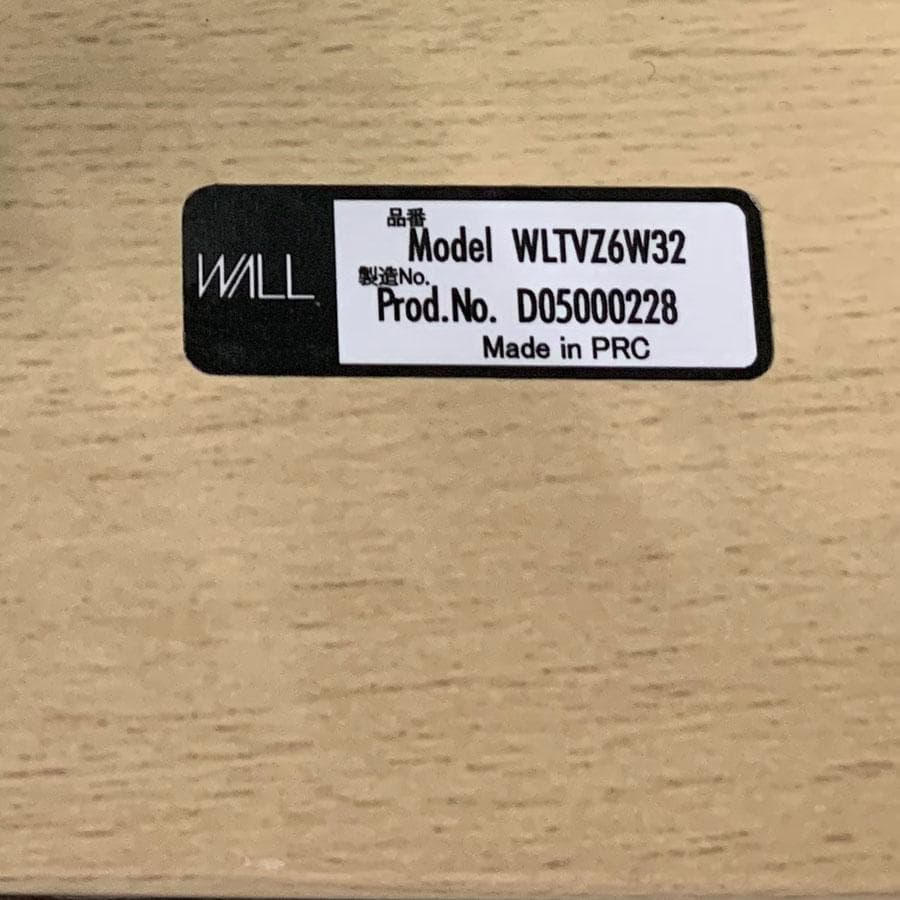 WALL
品番
Model WLTVZ6W32
製造No.
Prod.No. D05000228
Made in PRC